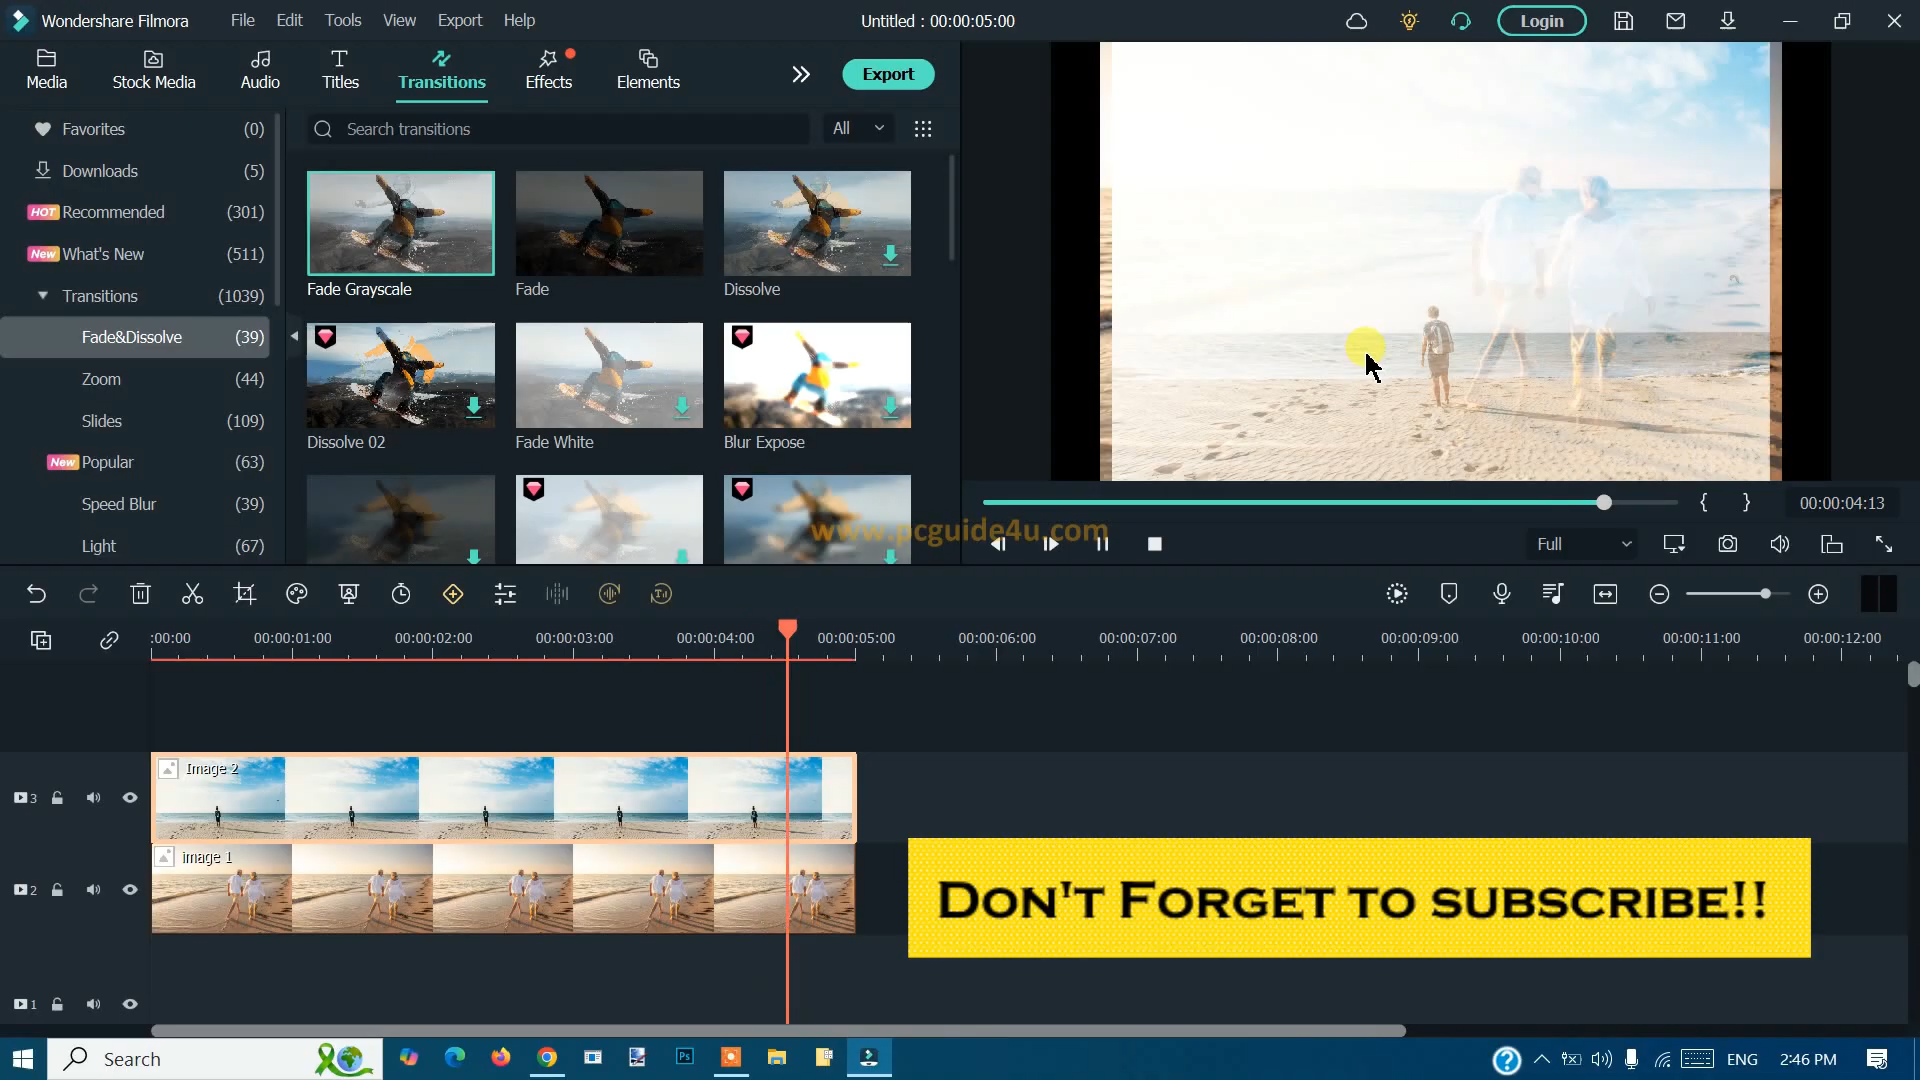 Wondershare Filmora File Edit Tools View Export Help Untitled : 00:00:05:00 Login
Media Stock Media Audio Titles Transitions Effects Elements Export
Favorites (0)
Downloads (5)
HOT Recommended (301)
New What's New (511)
Transitions (1039)
Fade&Dissolve (39)
Zoom (44)
Slides (109)
New Popular (63)
Speed Blur (39)
Light (67)
Search transitions All
Fade Grayscale Fade Dissolve
Dissolve 02 Fade White Blur Expose
www.pcguide4u.com
{ } 00:00:04:13
Full
:00:00 00:00:01:00 00:00:02:00 00:00:03:00 00:00:04:00 00:00:05:00 00:00:06:00 00:00:07:00 00:00:08:00 00:00:09:00 00:00:10:00 00:00:11:00 00:00:12:00
3 Image 2
2 image 1
Don't Forget to subscribe!!
1
Search Ps ENG 2:46 PM